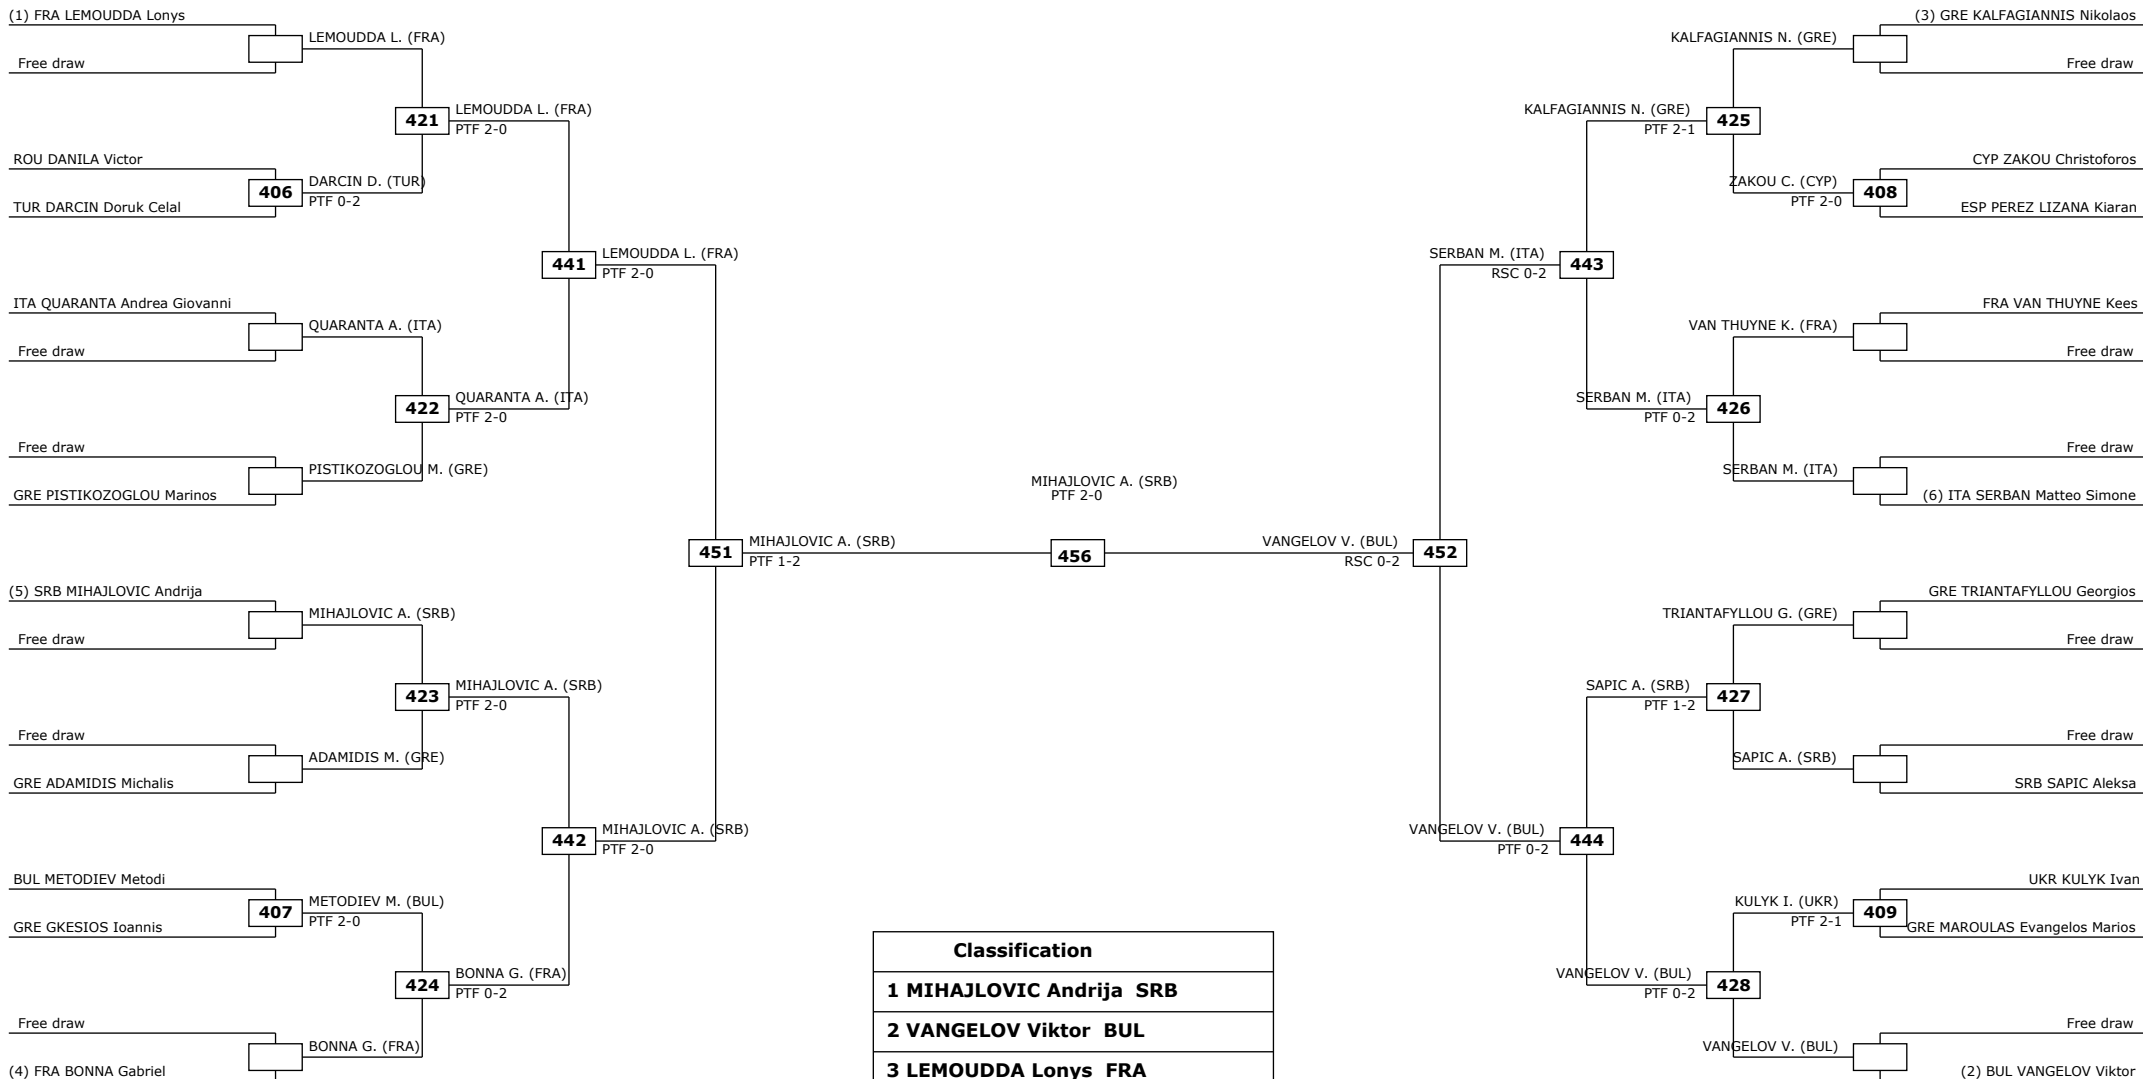 (1) FRA LEMOUDDA Lonys
Free draw
LEMOUDDA L. (FRA)
421
LEMOUDDA L. (FRA)
PTF 2-0
ROU DANILA Victor
406
DARCIN D. (TUR)
PTF 0-2
TUR DARCIN Doruk Celal
441
LEMOUDDA L. (FRA)
PTF 2-0
ITA QUARANTA Andrea Giovanni
QUARANTA A. (ITA)
Free draw
422
QUARANTA A. (ITA)
PTF 2-0
Free draw
PISTIKOZOGLOU M. (GRE)
GRE PISTIKOZOGLOU Marinos
451
MIHAJLOVIC A. (SRB)
PTF 1-2
(5) SRB MIHAJLOVIC Andrija
MIHAJLOVIC A. (SRB)
Free draw
423
MIHAJLOVIC A. (SRB)
PTF 2-0
Free draw
ADAMIDIS M. (GRE)
GRE ADAMIDIS Michalis
442
MIHAJLOVIC A. (SRB)
PTF 2-0
BUL METODIEV Metodi
407
METODIEV M. (BUL)
PTF 2-0
GRE GKESIOS Ioannis
424
BONNA G. (FRA)
PTF 0-2
Free draw
BONNA G. (FRA)
(4) FRA BONNA Gabriel
MIHAJLOVIC A. (SRB)
PTF 2-0
456
(3) GRE KALFAGIANNIS Nikolaos
KALFAGIANNIS N. (GRE)
Free draw
KALFAGIANNIS N. (GRE)
PTF 2-1
425
CYP ZAKOU Christoforos
ZAKOU C. (CYP)
PTF 2-0
408
ESP PEREZ LIZANA Kiaran
SERBAN M. (ITA)
RSC 0-2
443
FRA VAN THUYNE Kees
VAN THUYNE K. (FRA)
Free draw
SERBAN M. (ITA)
PTF 0-2
426
Free draw
SERBAN M. (ITA)
(6) ITA SERBAN Matteo Simone
VANGELOV V. (BUL)
RSC 0-2
452
GRE TRIANTAFYLLOU Georgios
TRIANTAFYLLOU G. (GRE)
Free draw
SAPIC A. (SRB)
PTF 1-2
427
Free draw
SAPIC A. (SRB)
SRB SAPIC Aleksa
VANGELOV V. (BUL)
PTF 0-2
444
UKR KULYK Ivan
KULYK I. (UKR)
PTF 2-1
409
GRE MAROULAS Evangelos Marios
VANGELOV V. (BUL)
PTF 0-2
428
Free draw
VANGELOV V. (BUL)
(2) BUL VANGELOV Viktor
Classification
1 MIHAJLOVIC Andrija SRB
2 VANGELOV Viktor BUL
3 LEMOUDDA Lonys FRA